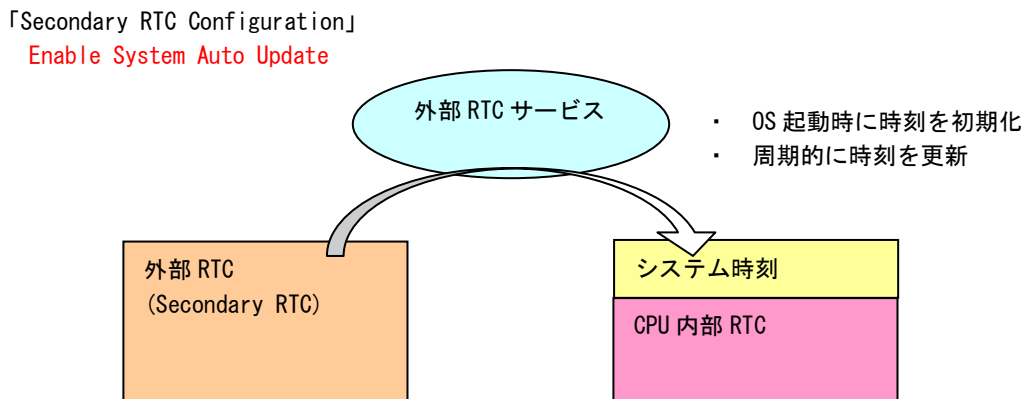 「Secondary RTC Configuration」
Enable System Auto Update
外部 RTC サービス
・ OS 起動時に時刻を初期化
・ 周期的に時刻を更新
外部 RTC
(Secondary RTC)
システム時刻
CPU 内部 RTC